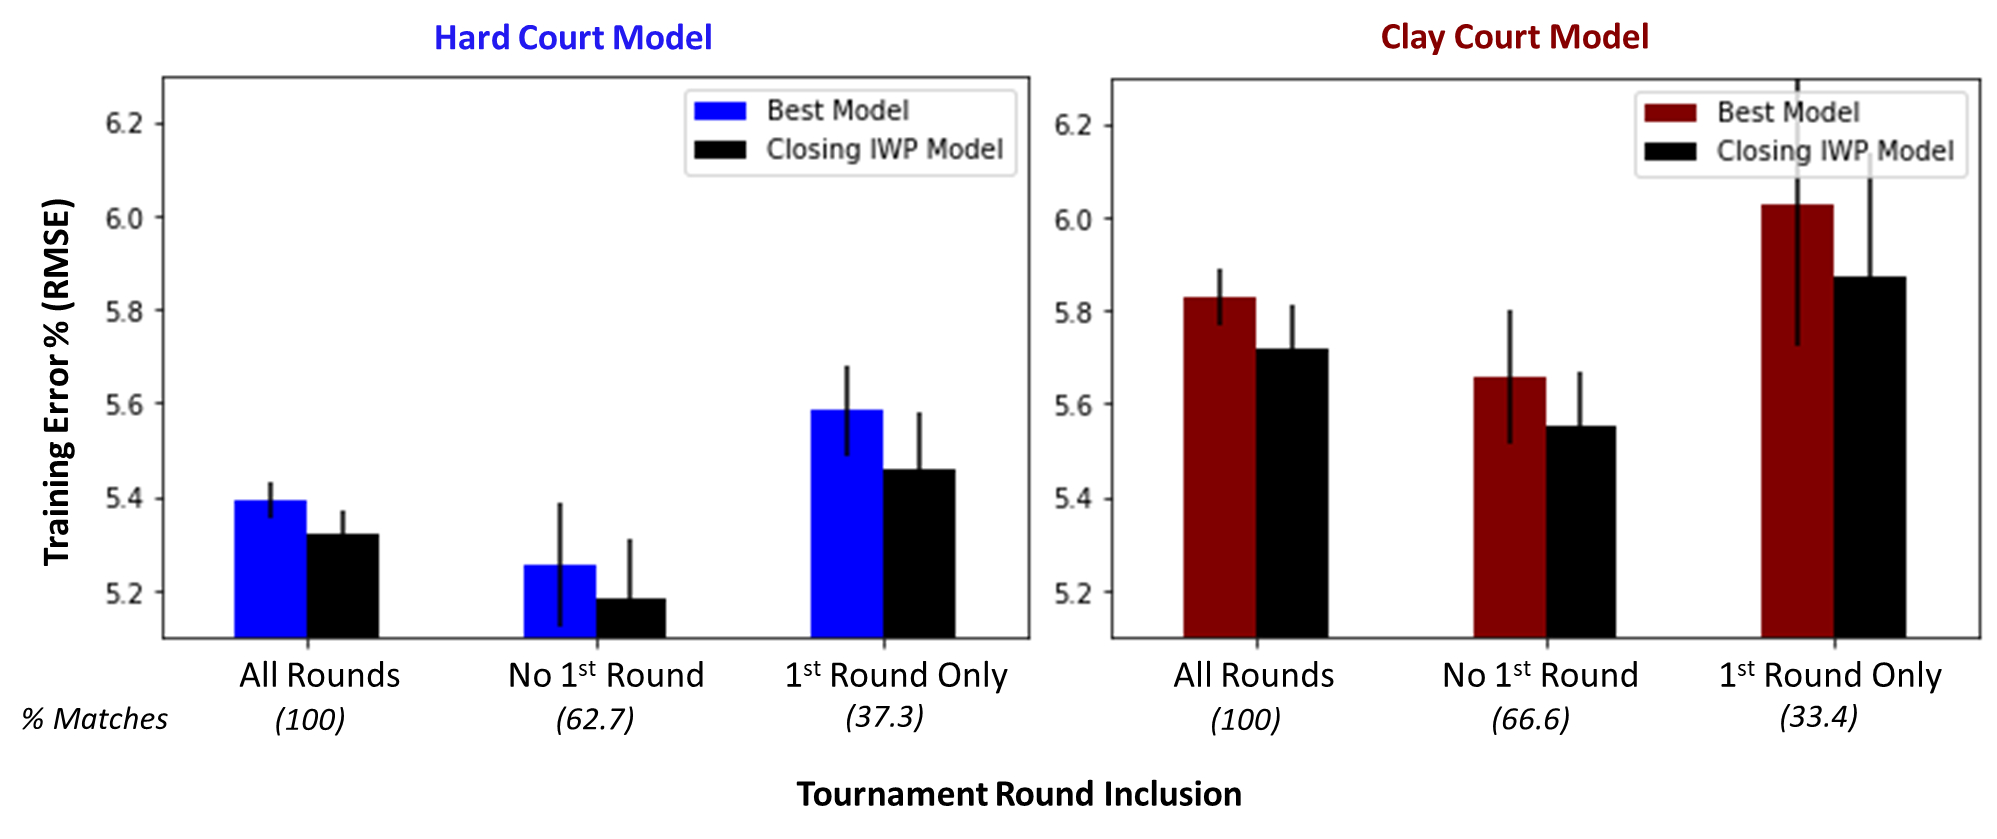 Hard Court Model
Clay Court Model
Training Error % (RMSE)
6.2
6.0
5.8
5.6
5.4
5.2
Best Model
Closing IWP Model
6.2
6.0
5.8
5.6
5.4
5.2
Best Model
Closing IWP Model
All Rounds
No 1st Round
1st Round Only
All Rounds
No 1st Round
1st Round Only
% Matches
(100)
(62.7)
(37.3)
(100)
(66.6)
(33.4)
Tournament Round Inclusion